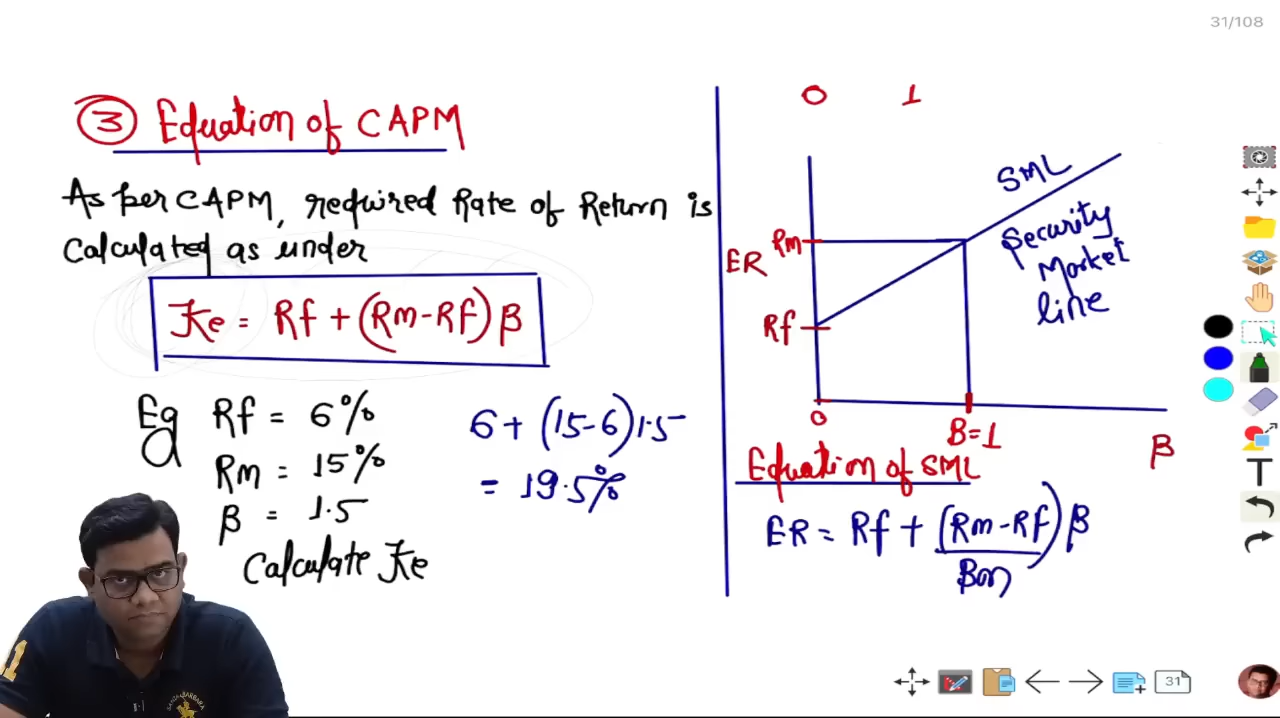 31/108
3 Equation of CAPM
As per CAPM, required Rate of Return is
Calculated as under
Ke = Rf + (Rm-Rf) β
Eg Rf = 6%
Rm = 15%
β = 1.5
Calculate Ke
6 + (15-6)1.5
= 19.5%
0 1
SML
Security
Market
line
ER
Rm
Rf
0
B=1
β
Equation of SML
ER = Rf + (Rm-Rf) β
Bm
31